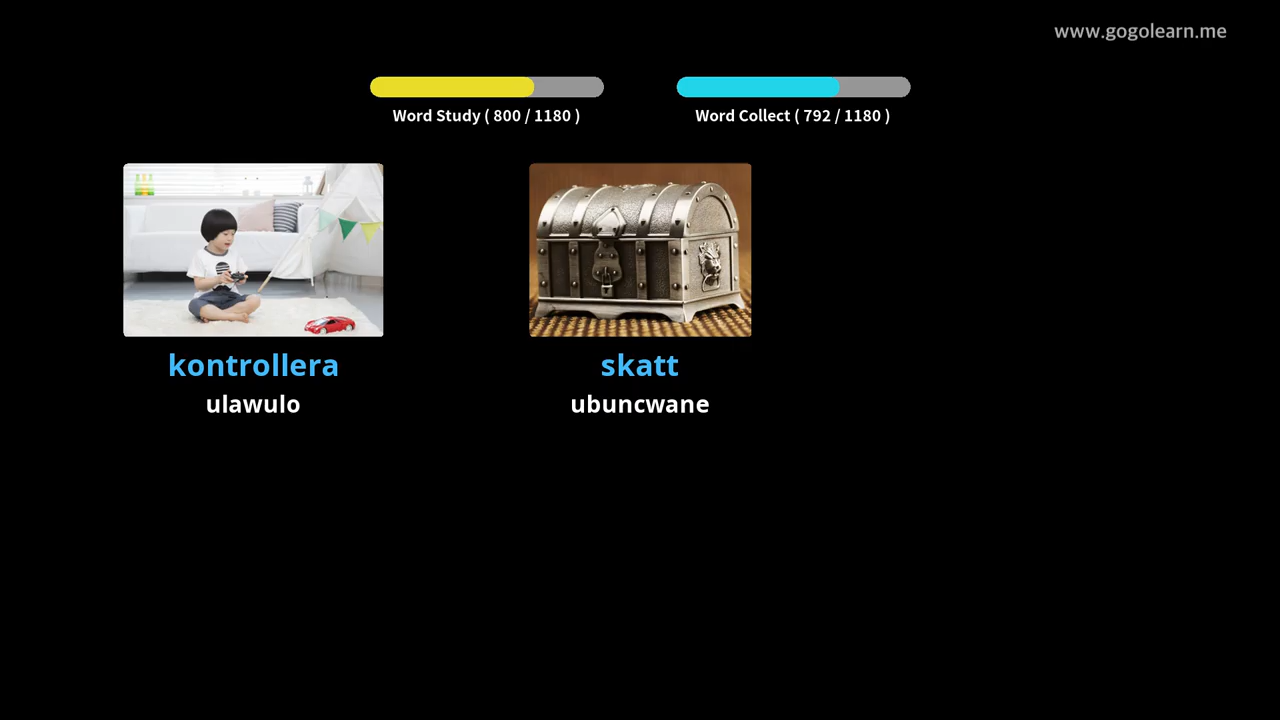 www.gogolearn.me
Word Study ( 800 / 1180 )
Word Collect ( 792 / 1180 )
kontrollera
ulawulo
skatt
ubuncwane